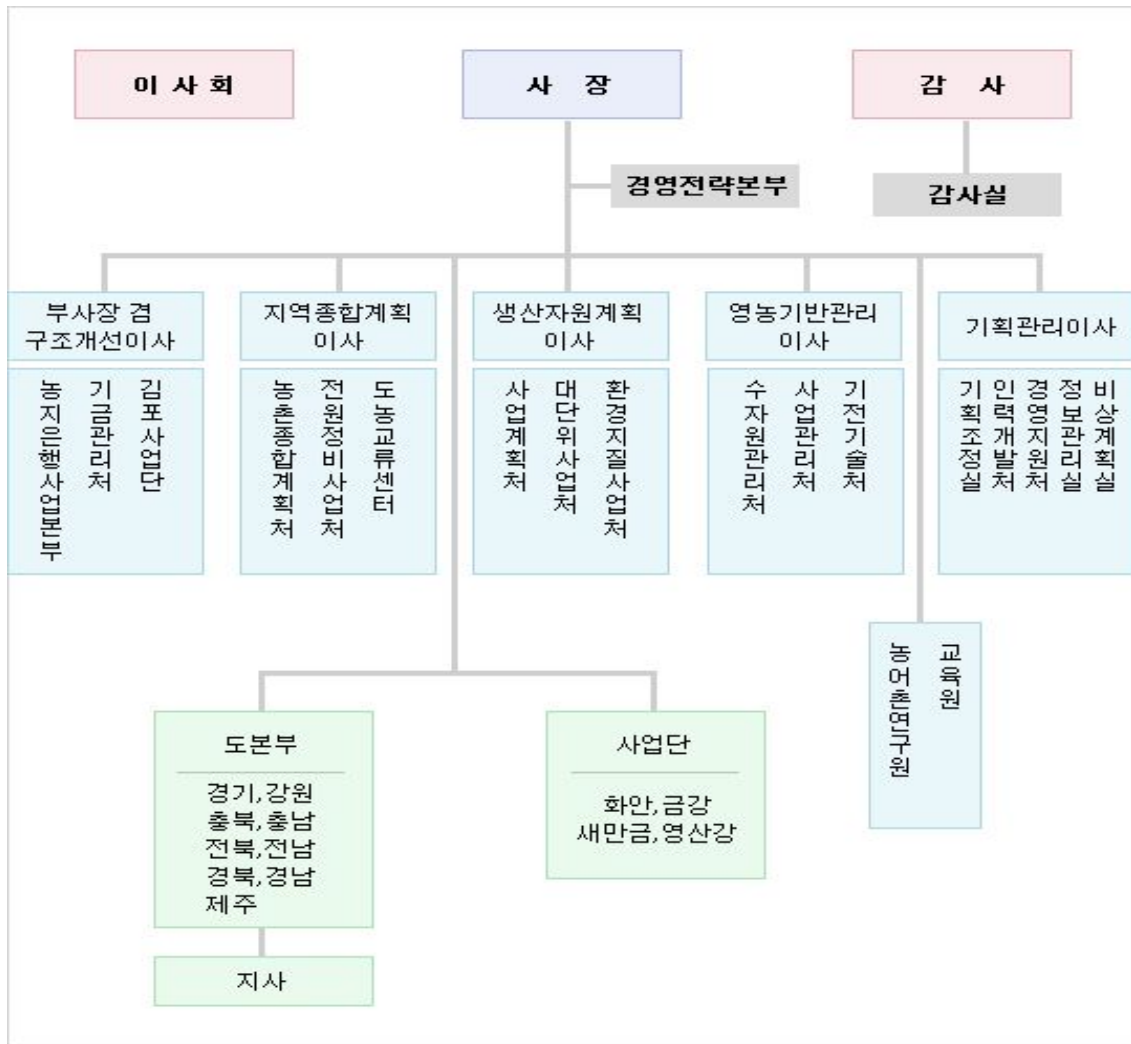 이 사 회
사 장
감 사
경영전략본부
감사실
부사장 겸
구조개선이사
지역종합계획
이사
생산자원계획
이사
영농기반관리
이사
기획관리이사
농지은행사업본부
기금관리처
김포사업단
농촌종합계획처
전원정비사업처
도농교류센터
사업계획처
대단위사업처
환경지질사업처
수자원관리처
사업관리처
기전기술처
기획조정실
인력개발처
경영지원처
정보관리실
비상계획실
농어촌연구원
교육원
도본부
경기,강원
충북,충남
전북,전남
경북,경남
제주
사업단
화안,금강
새만금,영산강
지사